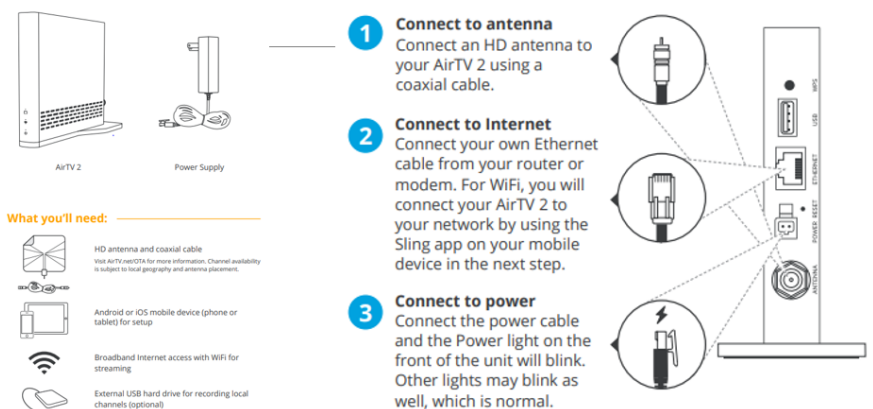 AirTV 2
Power Supply
What you'll need:
HD antenna and coaxial cable
Visit AirTV.net/OTA for more information. Channel availability
is subject to local geography and antenna placement.
Android or iOS mobile device (phone or
tablet) for setup
Broadband Internet access with WiFi for
streaming
External USB hard drive for recording local
channels (optional)
1
Connect to antenna
Connect an HD antenna to
your AirTV 2 using a
coaxial cable.
2
Connect to Internet
Connect your own Ethernet
cable from your router or
modem. For WiFi, you will
connect your AirTV 2 to
your network by using the
Sling app on your mobile
device in the next step.
3
Connect to power
Connect the power cable
and the Power light on the
front of the unit will blink.
Other lights may blink as
well, which is normal.
WPS
USB
ETHERNET
POWER RESET
ANTENNA